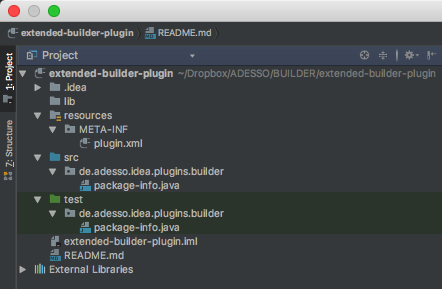 extended-builder-plugin README.md
1: Project
7: Structure
Project
extended-builder-plugin ~/Dropbox/ADESSO/BUILDER/extended-builder-plugin
.idea
lib
resources
META-INF
plugin.xml
src
de.adesso.idea.plugins.builder
package-info.java
test
de.adesso.idea.plugins.builder
package-info.java
extended-builder-plugin.iml
README.md
External Libraries